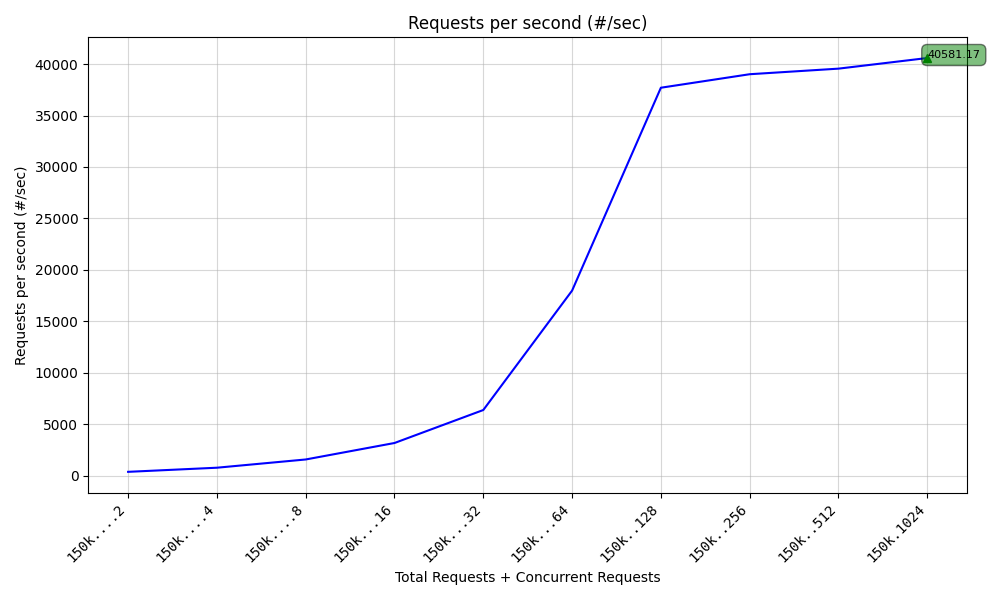 Requests per second (#/sec)
40581.17
40000
35000
30000
25000
20000
15000
10000
5000
0
Requests per second (#/sec)
150k....2
150k....4
150k....8
150k...16
150k...32
150k...64
150k..128
150k..256
150k..512
150k.1024
Total Requests + Concurrent Requests